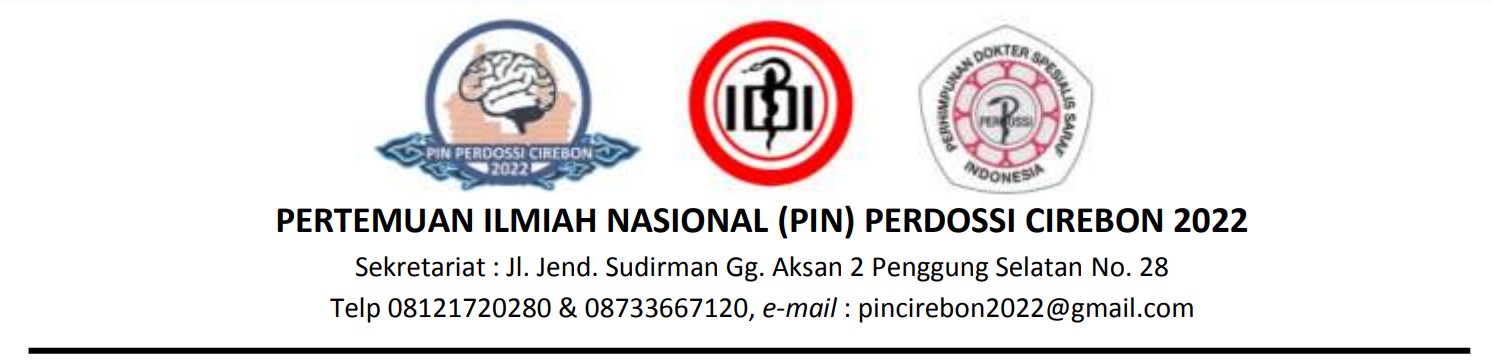 PIN PERDOSSI CIREBON
2022
IDI
PERHIMPUNAN DOKTER SPESIALIS SARAF
PERDOSSI
INDONESIA
PERTEMUAN ILMIAH NASIONAL (PIN) PERDOSSI CIREBON 2022
Sekretariat : Jl. Jend. Sudirman Gg. Aksan 2 Penggung Selatan No. 28
Telp 08121720280 & 08733667120, e-mail : pincirebon2022@gmail.com